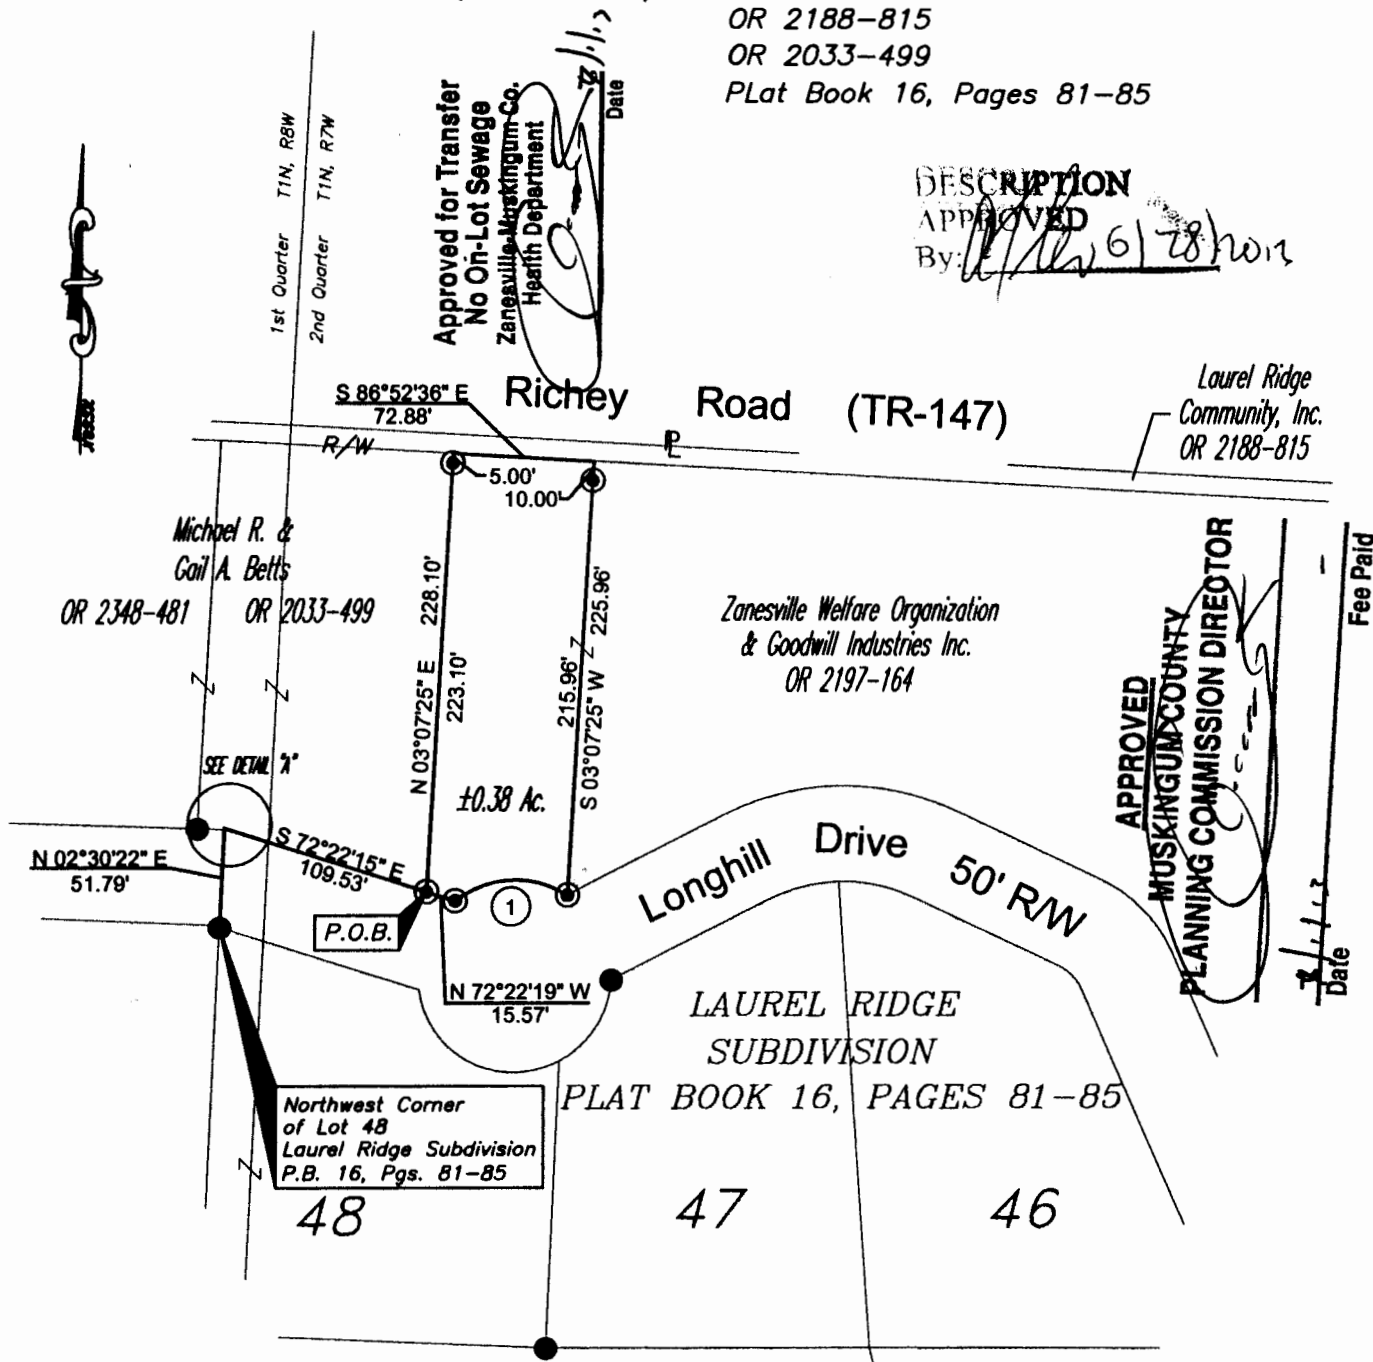 OR 2188-815
OR 2033-499
PLat Book 16, Pages 81-85
1st Quarter T1N, R8W
2nd Quarter T1N, R7W
Approved for Transfer
No On-Lot Sewage
Zanesville-Muskingum Co.
Health Department
Date
DESCRIPTION
APPROVED
By: 6/28/2013
S 86°52'36" E
72.88'
Richey Road (TR-147)
Laurel Ridge
Community, Inc.
OR 2188-815
R/W
5.00'
10.00'
Michael R. &
Gail A. Betts
OR 2348-481 OR 2033-499
N 03°07'25" E 228.10'
223.10'
215.96'
S 03°07'25" W 225.96'
Zanesville Welfare Organization
& Goodwill Industries Inc.
OR 2197-164
APPROVED
MUSKINGUM COUNTY
PLANNING COMMISSION DIRECTOR
Date
Fee Paid
SEE DETAIL "A"
±0.38 Ac.
N 02°30'22" E
51.79'
S 72°22'15" E
109.53'
P.O.B.
1
Longhill Drive 50' R/W
N 72°22'19" W
15.57'
LAUREL RIDGE
SUBDIVISION
PLAT BOOK 16, PAGES 81-85
Northwest Corner
of Lot 48
Laurel Ridge Subdivision
P.B. 16, Pgs. 81-85
48
47
46